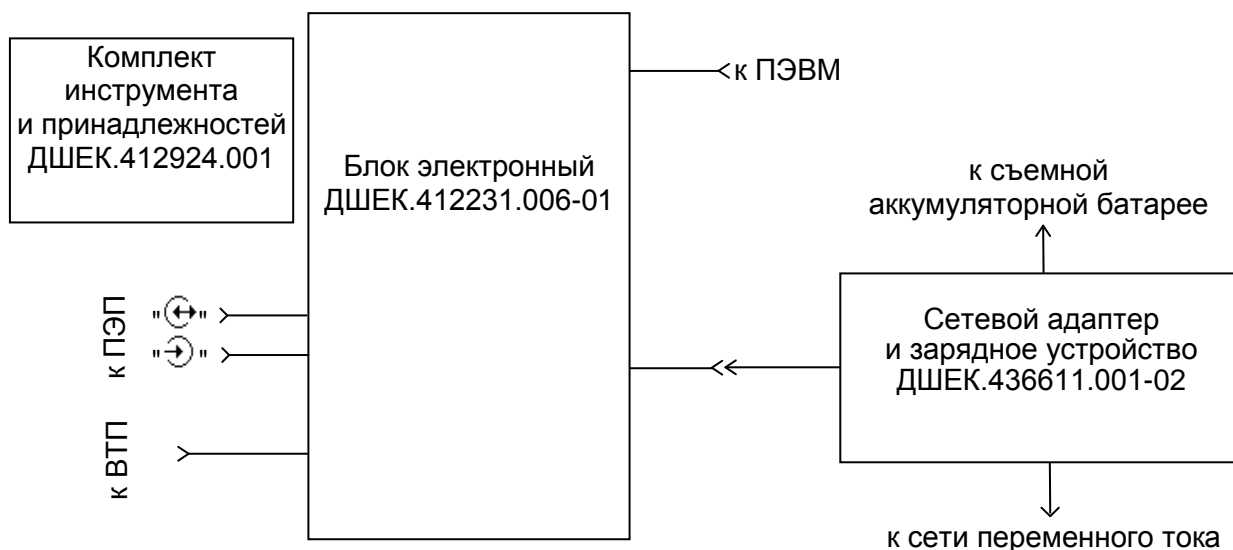 Комплект
инструмента
и принадлежностей
ДШЕК.412924.001
Блок электронный
ДШЕК.412231.006-01
к ПЭВМ
к съемной
аккумуляторной батарее
Сетевой адаптер
и зарядное устройство
ДШЕК.436611.001-02
к сети переменного тока
к ПЭП
к ВТП